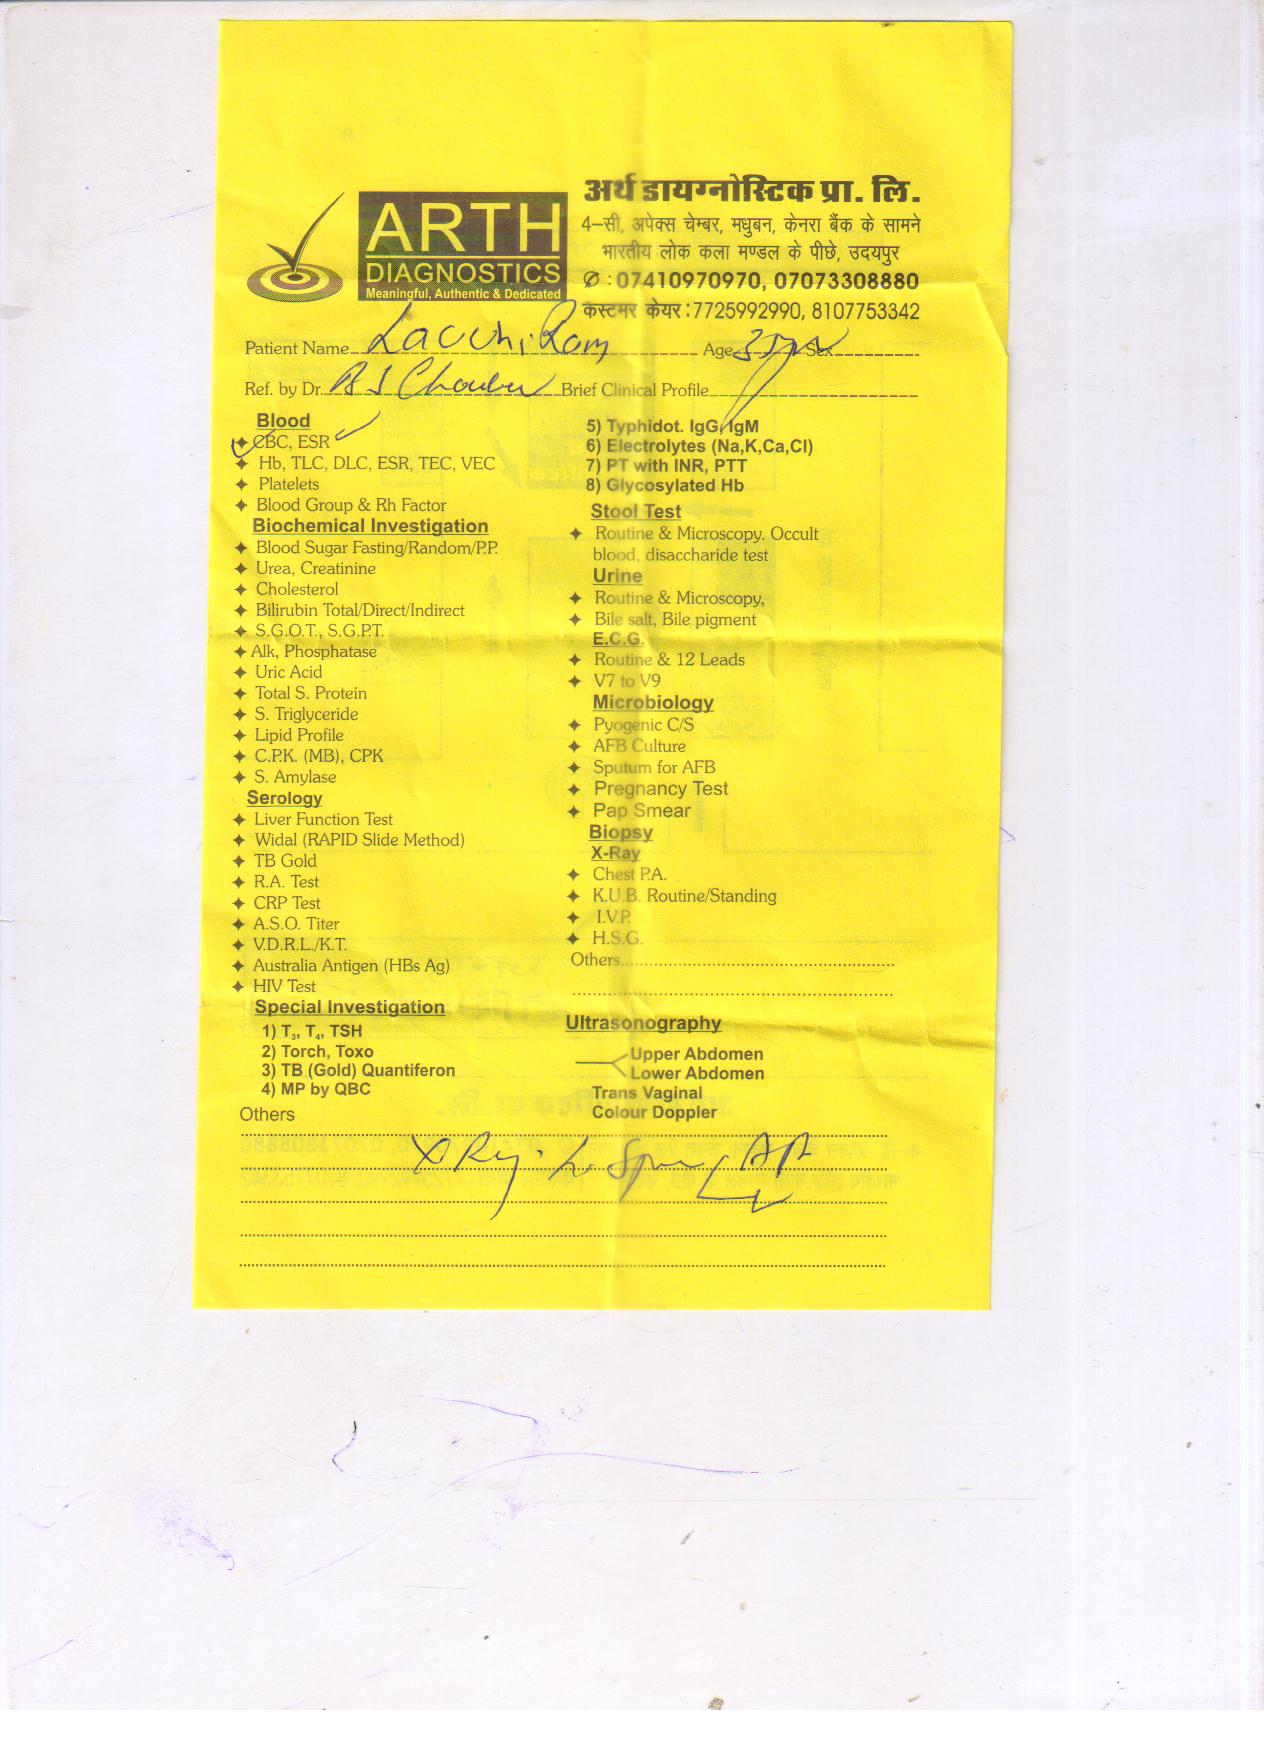 अर्थ डायग्नोस्टिक प्रा. लि.
ARTH
DIAGNOSTICS
Meaningful, Authentic & Dedicated
4-सी, अपेक्स चेम्बर, मधुबन, केनरा बैंक के सामने
भारतीय लोक कला मण्डल के पीछे, उदयपुर
✆ : 07410970970, 07073308880
कस्टमर केयर : 7725992990, 8107753342
Patient Name Lacchi Ram Age Sex
Ref. by Dr. Brief Clinical Profile
Blood
CBC, ESR
Hb, TLC, DLC, ESR, TEC, VEC
Platelets
Blood Group & Rh Factor
Biochemical Investigation
Blood Sugar Fasting/Random/P.P.
Urea, Creatinine
Cholesterol
Bilirubin Total/Direct/Indirect
S.G.O.T., S.G.P.T.
Alk, Phosphatase
Uric Acid
Total S. Protein
S. Triglyceride
Lipid Profile
C.P.K. (MB), CPK
S. Amylase
Serology
Liver Function Test
Widal (RAPID Slide Method)
TB Gold
R.A. Test
CRP Test
A.S.O. Titer
V.D.R.L./K.T.
Australia Antigen (HBs Ag)
HIV Test
Special Investigation
1) T3, T4, TSH
2) Torch, Toxo
3) TB (Gold) Quantiferon
4) MP by QBC
5) Typhidot. IgG, IgM
6) Electrolytes (Na,K,Ca,Cl)
7) PT with INR, PTT
8) Glycosylated Hb
Stool Test
Routine & Microscopy. Occult
blood, disaccharide test
Urine
Routine & Microscopy,
Bile salt, Bile pigment
E.C.G.
Routine & 12 Leads
V7 to V9
Microbiology
Pyogenic C/S
AFB Culture
Sputum for AFB
Pregnancy Test
Pap Smear
Biopsy
X-Ray
Chest P.A.
K.U.B. Routine/Standing
I.V.P.
H.S.G.
Others
Ultrasonography
Upper Abdomen
Lower Abdomen
Trans Vaginal
Colour Doppler
Others
X Ray. L. Spine AP